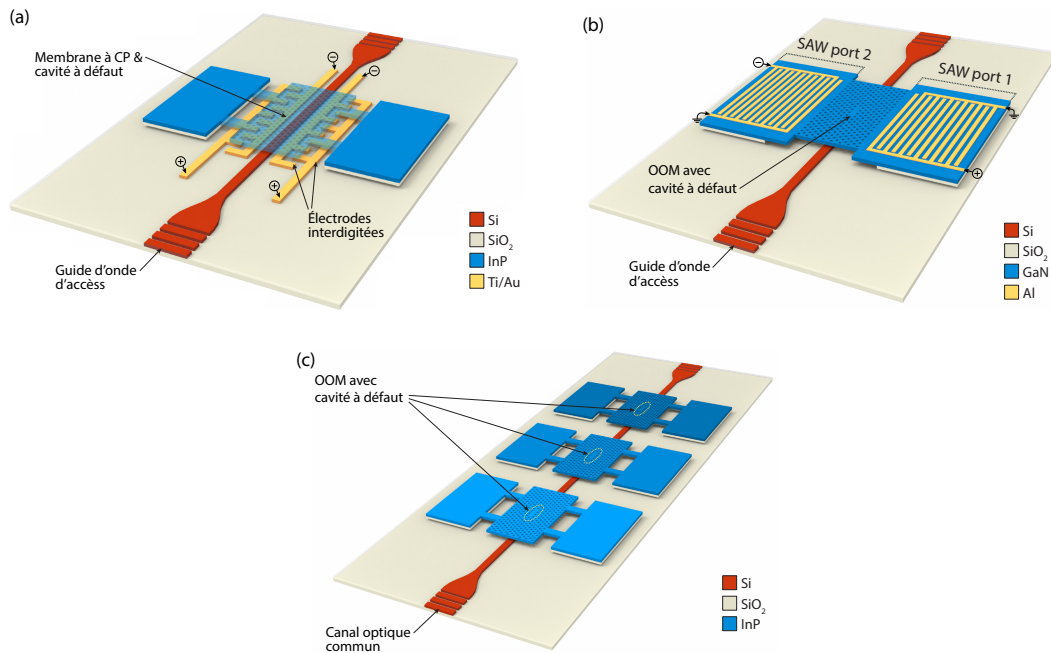 (a)
Membrane à CP &
cavité à défaut
⊖
⊖
⊕
⊕
Électrodes
interdigitées
Guide d'onde
d'accèss
Si
SiO₂
InP
Ti/Au
(b)
SAW port 2
SAW port 1
⊖
⊕
OOM avec
cavité à défaut
Guide d'onde
d'accèss
Si
SiO₂
GaN
Al
(c)
OOM avec
cavité à défaut
Canal optique
commun
Si
SiO₂
InP